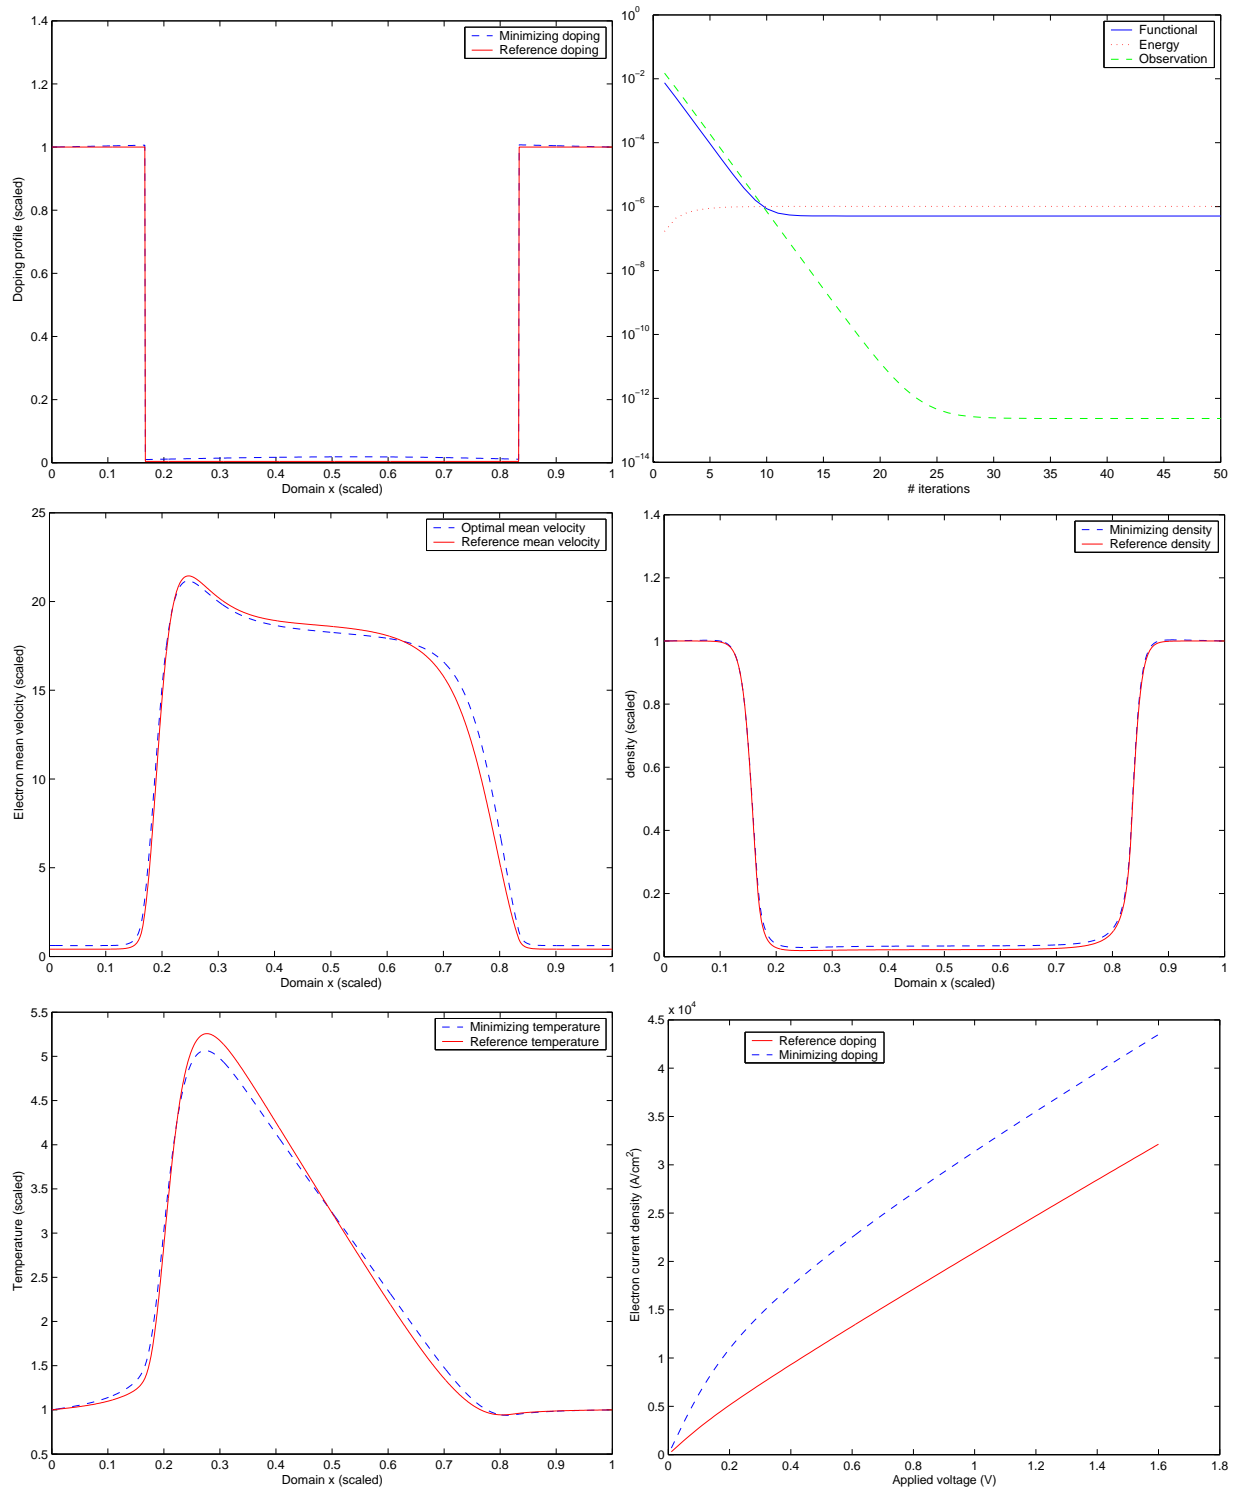 1.4
1.2
1
0.8
0.6
0.4
0.2
0
Doping profile (scaled)
Minimizing doping
Reference doping
0 0.1 0.2 0.3 0.4 0.5 0.6 0.7 0.8 0.9 1
Domain x (scaled)
10^0
10^-2
10^-4
10^-6
10^-8
10^-10
10^-12
10^-14
Functional
Energy
Observation
0 5 10 15 20 25 30 35 40 45 50
# iterations
25
20
15
10
5
0
Electron mean velocity (scaled)
Optimal mean velocity
Reference mean velocity
0 0.1 0.2 0.3 0.4 0.5 0.6 0.7 0.8 0.9 1
Domain x (scaled)
1.4
1.2
1
0.8
0.6
0.4
0.2
0
density (scaled)
Minimizing density
Reference density
0 0.1 0.2 0.3 0.4 0.5 0.6 0.7 0.8 0.9 1
Domain x (scaled)
5.5
5
4.5
4
3.5
3
2.5
2
1.5
1
0.5
Temperature (scaled)
Minimizing temperature
Reference temperature
0 0.1 0.2 0.3 0.4 0.5 0.6 0.7 0.8 0.9 1
Domain x (scaled)
x 10^4
4.5
4
3.5
3
2.5
2
1.5
1
0.5
0
Electron current density (A/cm^2)
Reference doping
Minimizing doping
0 0.2 0.4 0.6 0.8 1 1.2 1.4 1.6 1.8
Applied voltage (V)